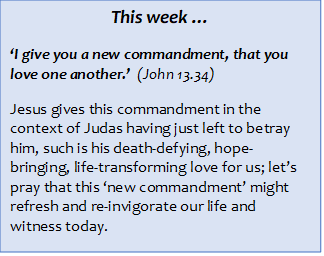 This week …
‘I give you a new commandment, that you
love one another.’ (John 13.34)
Jesus gives this commandment in the
context of Judas having just left to betray
him, such is his death-defying, hope-
bringing, life-transforming love for us; let’s
pray that this ‘new commandment’ might
refresh and re-invigorate our life and
witness today.